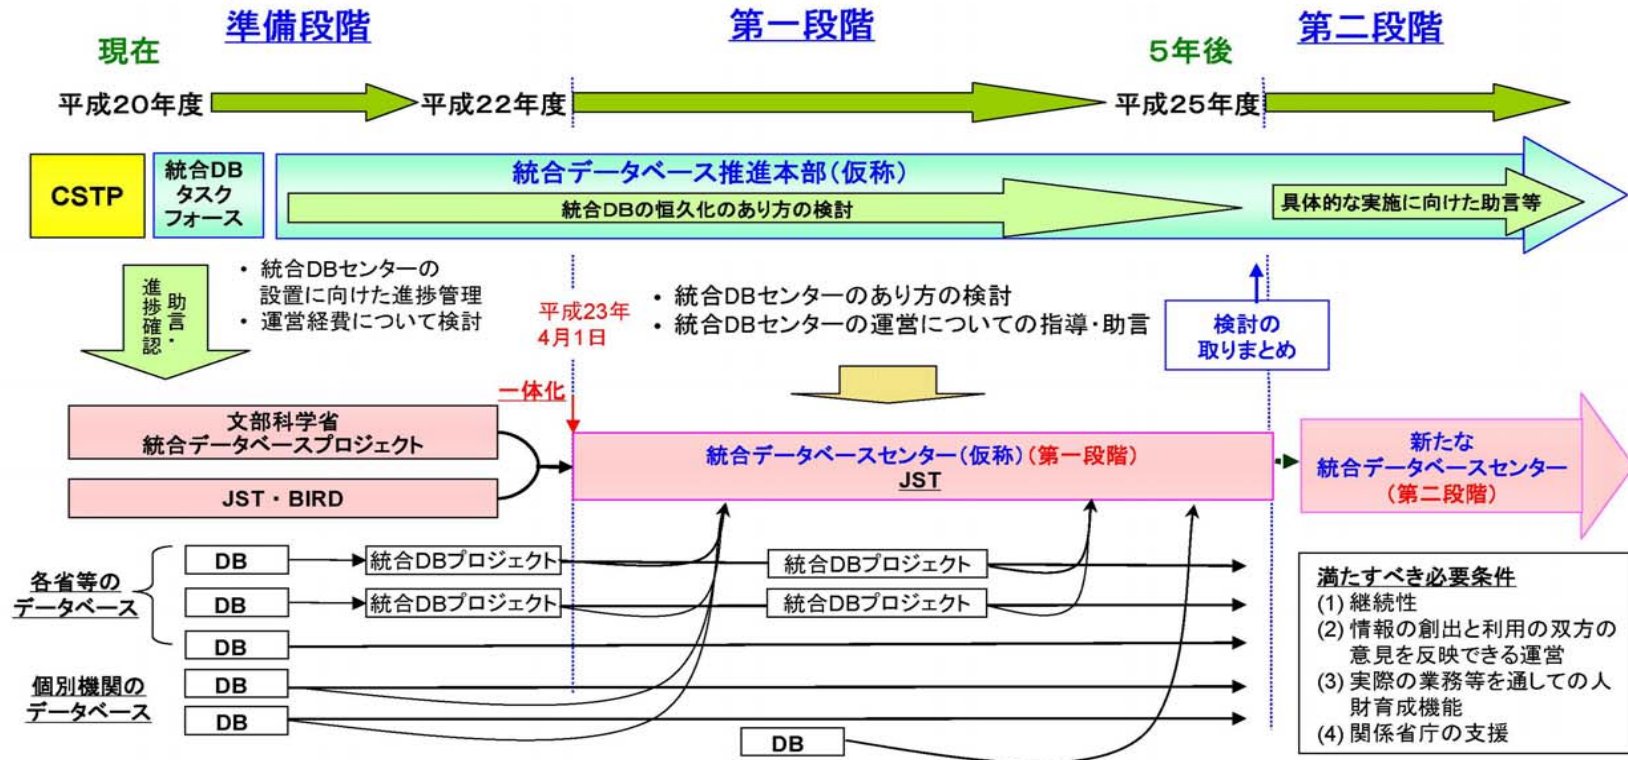 準備段階
第一段階
第二段階
現在
5年後
平成20年度
平成22年度
平成25年度
CSTP
統合DB
タスク
フォース
統合データベース推進本部(仮称)
統合DBの恒久化のあり方の検討
具体的な実施に向けた助言等
助言・
進捗確認
• 統合DBセンターの
設置に向けた進捗管理
• 運営経費について検討
平成23年
4月1日
• 統合DBセンターのあり方の検討
• 統合DBセンターの運営についての指導・助言
検討の
取りまとめ
一体化
文部科学省
統合データベースプロジェクト
JST・BIRD
統合データベースセンター(仮称)(第一段階)
JST
新たな
統合データベースセンター
(第二段階)
各省等の
データベース
DB
統合DBプロジェクト
統合DBプロジェクト
DB
統合DBプロジェクト
統合DBプロジェクト
DB
個別機関の
データベース
DB
DB
DB
満たすべき必要条件
(1) 継続性
(2) 情報の創出と利用の双方の
意見を反映できる運営
(3) 実際の業務等を通しての人
財育成機能
(4) 関係省庁の支援